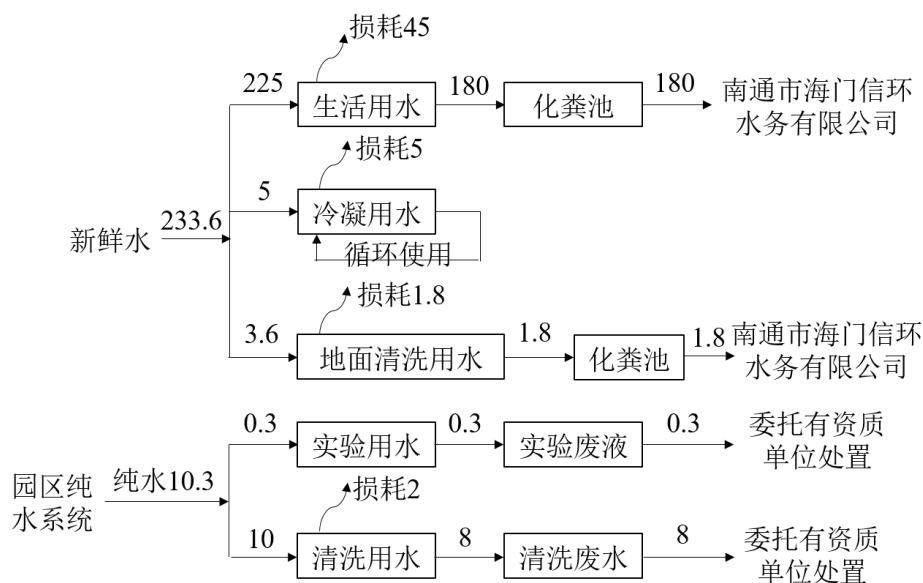 损耗45
225
生活用水
180
化粪池
180
南通市海门信环
水务有限公司
损耗5
5
冷凝用水
循环使用
新鲜水
233.6
损耗1.8
3.6
地面清洗用水
1.8
化粪池
1.8
南通市海门信环
水务有限公司
0.3
实验用水
0.3
实验废液
0.3
委托有资质
单位处置
园区纯
水系统
纯水10.3
损耗2
10
清洗用水
8
清洗废水
8
委托有资质
单位处置